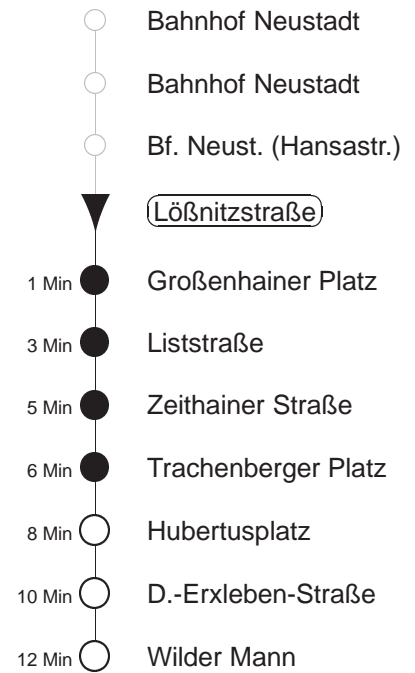 Bahnhof Neustadt
Bahnhof Neustadt
Bf. Neust. (Hansastr.)
Lößnitzstraße
1 Min Großenhainer Platz
3 Min Liststraße
5 Min Zeithainer Straße
6 Min Trachenberger Platz
8 Min Hubertusplatz
10 Min D.-Erxleben-Straße
12 Min Wilder Mann